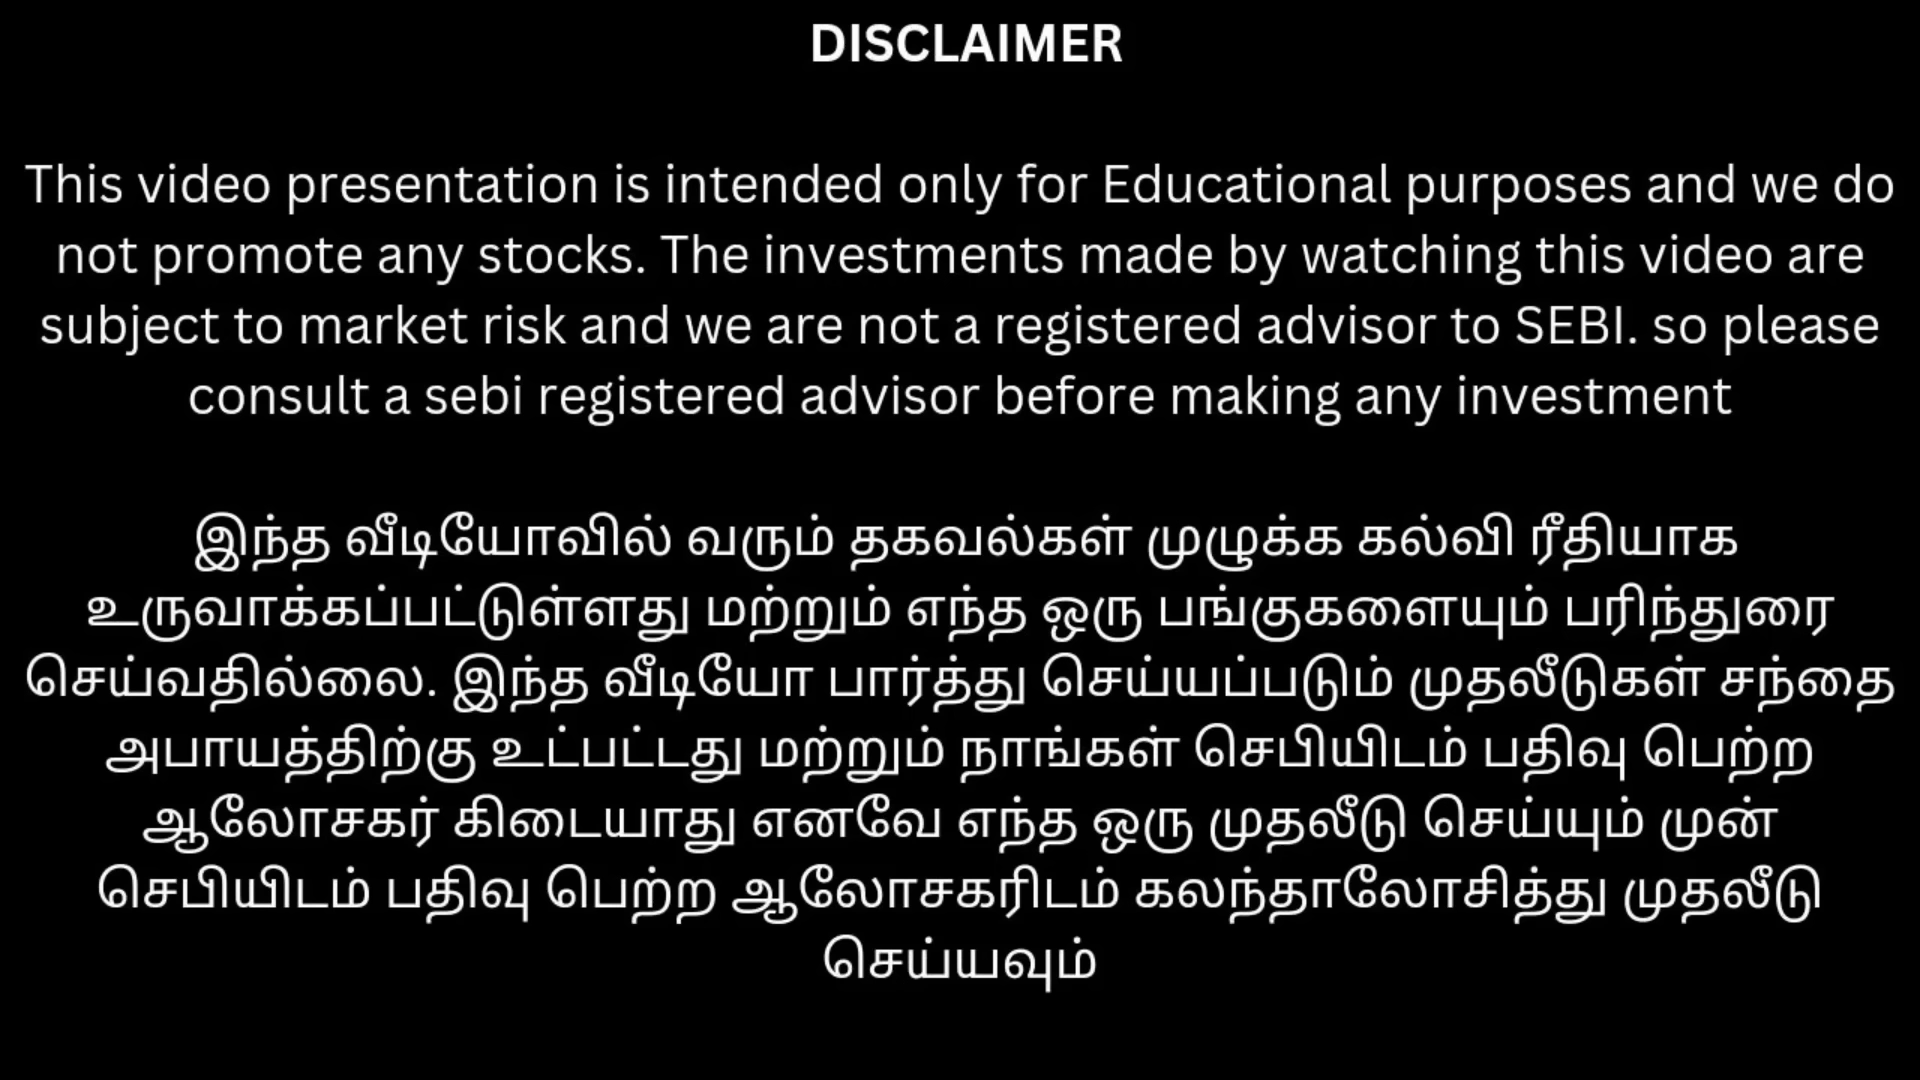 DISCLAIMER
This video presentation is intended only for Educational purposes and we do
not promote any stocks. The investments made by watching this video are
subject to market risk and we are not a registered advisor to SEBI. so please
consult a sebi registered advisor before making any investment
இந்த வீடியோவில் வரும் தகவல்கள் முழுக்க கல்வி ரீதியாக
உருவாக்கப்பட்டுள்ளது மற்றும் எந்த ஒரு பங்குகளையும் பரிந்துரை
செய்வதில்லை. இந்த வீடியோ பார்த்து செய்யப்படும் முதலீடுகள் சந்தை
அபாயத்திற்கு உட்பட்டது மற்றும் நாங்கள் செபியிடம் பதிவு பெற்ற
ஆலோசகர் கிடையாது எனவே எந்த ஒரு முதலீடு செய்யும் முன்
செபியிடம் பதிவு பெற்ற ஆலோசகரிடம் கலந்தாலோசித்து முதலீடு
செய்யவும்